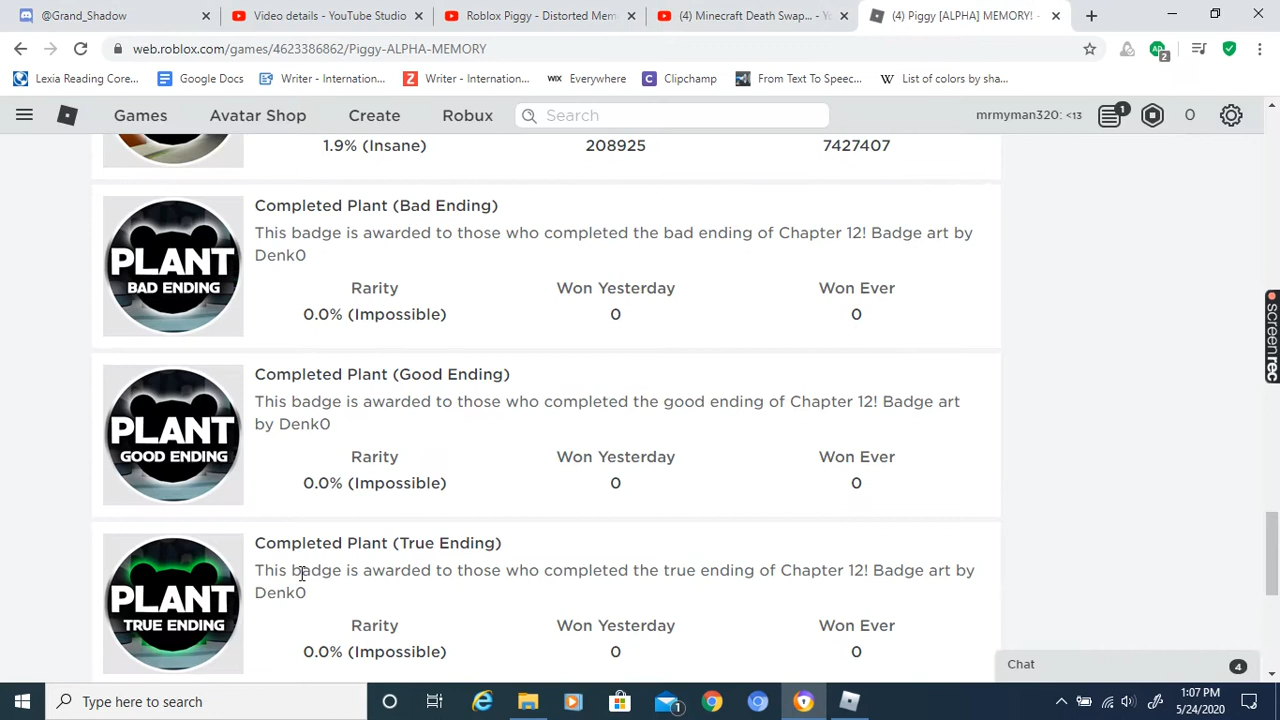 @Grand_Shadow
Video details - YouTube Studio
Roblox Piggy - Distorted Mem
(4) Minecraft Death Swap... - Yo
(4) Piggy [ALPHA] MEMORY! -
web.roblox.com/games/4623386862/Piggy-ALPHA-MEMORY
2
Lexia Reading Core...
Google Docs
Writer - Internation...
Writer - Internation...
WIX Everywhere
Clipchamp
From Text To Speec...
W List of colors by sha...
Games
Avatar Shop
Create
Robux
Search
mrmyman320: <13
1
0
1.9% (Insane)
208925
7427407
PLANT
BAD ENDING
Completed Plant (Bad Ending)
This badge is awarded to those who completed the bad ending of Chapter 12! Badge art by
Denk0
Rarity
Won Yesterday
Won Ever
0.0% (Impossible)
0
0
PLANT
GOOD ENDING
Completed Plant (Good Ending)
This badge is awarded to those who completed the good ending of Chapter 12! Badge art
by Denk0
Rarity
Won Yesterday
Won Ever
0.0% (Impossible)
0
0
PLANT
TRUE ENDING
Completed Plant (True Ending)
This badge is awarded to those who completed the true ending of Chapter 12! Badge art by
Denk0
Rarity
Won Yesterday
Won Ever
0.0% (Impossible)
0
0
screenrec
Chat
4
Type here to search
1
1:07 PM
5/24/2020